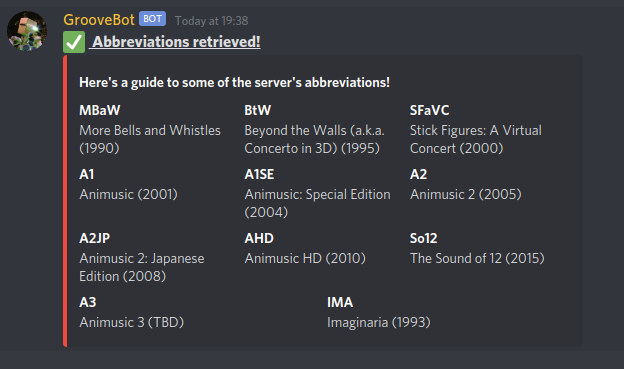 GrooveBot BOT Today at 19:38
✅ Abbreviations retrieved!
Here's a guide to some of the server's abbreviations!
MBaW
More Bells and Whistles
(1990)
BtW
Beyond the Walls (a.k.a.
Concerto in 3D) (1995)
SFaVC
Stick Figures: A Virtual
Concert (2000)
A1
Animusic (2001)
A1SE
Animusic: Special Edition
(2004)
A2
Animusic 2 (2005)
A2JP
Animusic 2: Japanese
Edition (2008)
AHD
Animusic HD (2010)
So12
The Sound of 12 (2015)
A3
Animusic 3 (TBD)
IMA
Imaginaria (1993)